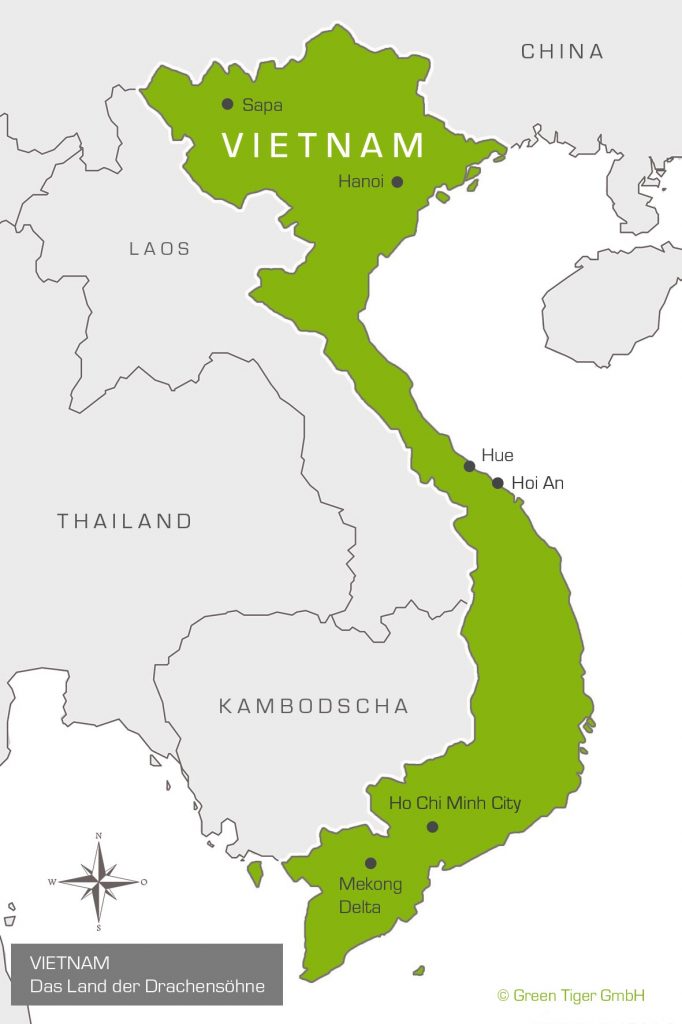 CHINA
Sapa
VIETNAM
Hanoi
LAOS
Hue
Hoi An
THAILAND
KAMBODSCHA
Ho Chi Minh City
Mekong
Delta
N
W
O
S
VIETNAM
Das Land der Drachensöhne
© Green Tiger GmbH